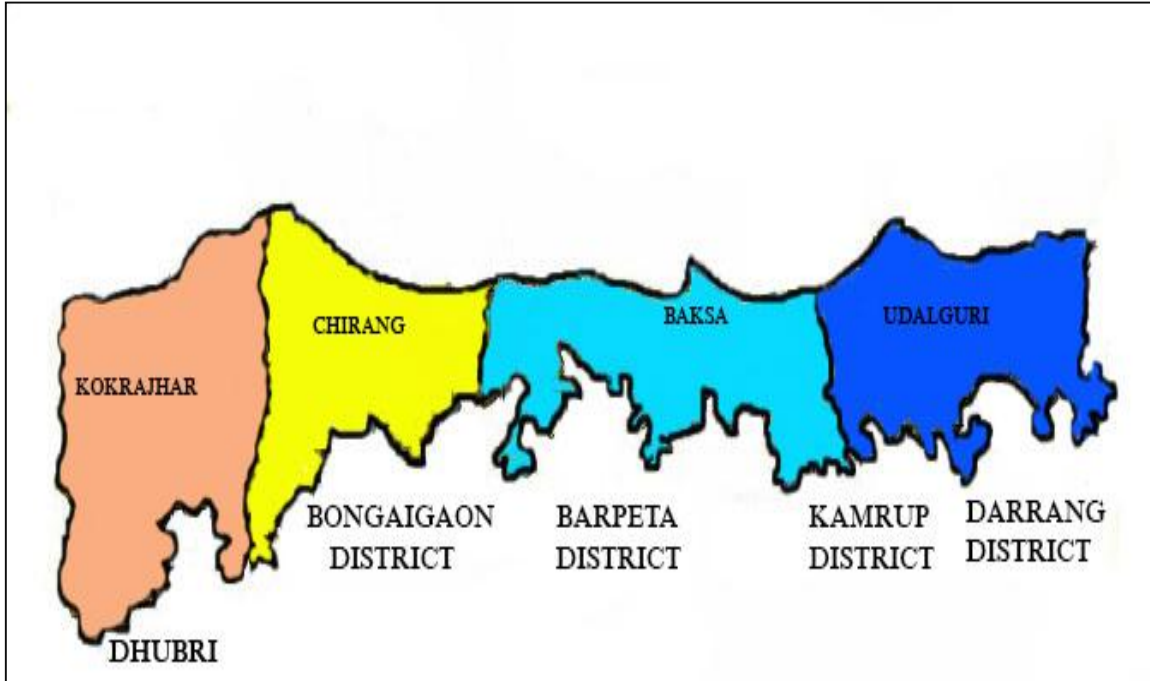 KOKRAJHAR
CHIRANG
BAKSA
UDALGURI
BONGAIGAON
DISTRICT
BARPETA
DISTRICT
KAMRUP
DISTRICT
DARRANG
DISTRICT
DHUBRI